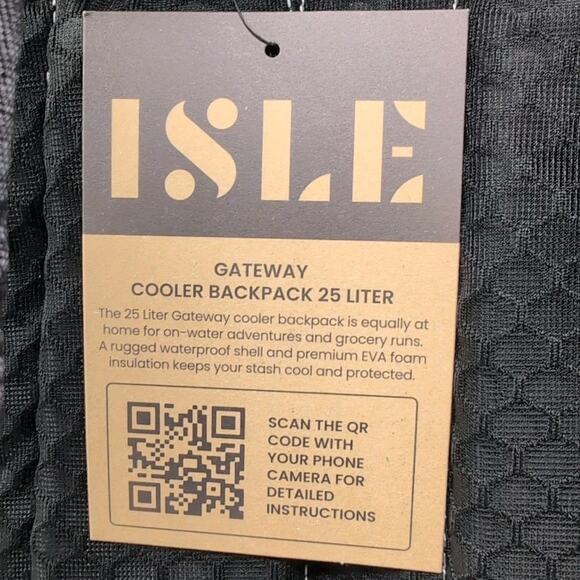 ISLE
GATEWAY
COOLER BACKPACK 25 LITER
The 25 Liter Gateway cooler backpack is equally at
home for on-water adventures and grocery runs.
A rugged waterproof shell and premium EVA foam
insulation keeps your stash cool and protected.
SCAN THE QR
CODE WITH
YOUR PHONE
CAMERA FOR
DETAILED
INSTRUCTIONS